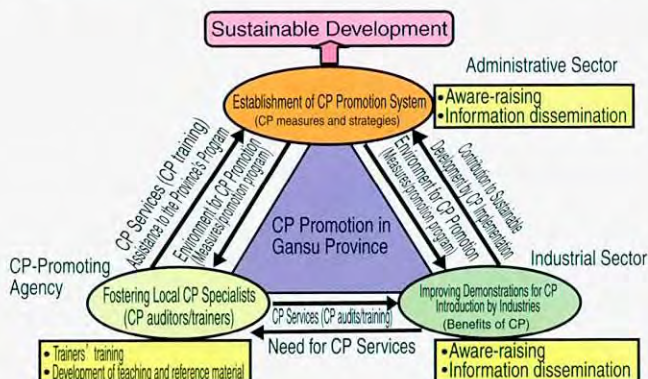 Sustainable Development
Administrative Sector
Establishment of CP Promotion System
(CP measures and strategies)
•Aware-raising
•Information dissemination
CP Services (CP training)
Assistance to the Province's Program
Environment for CP Promotion
(Measures/promotion program)
Environment for CP Promotion
(Measures/promotion program)
Contribution to Sustainable
Development by CP Implementation
CP Promotion in
Gansu Province
CP-Promoting
Agency
Industrial Sector
Fostering Local CP Specialists
(CP auditors/trainers)
CP Services (CP audits/training)
Need for CP Services
Improving Demonstrations for CP
Introduction by Industries
(Benefits of CP)
• Trainers' training
• Development of teaching and reference material
•Aware-raising
•Information dissemination